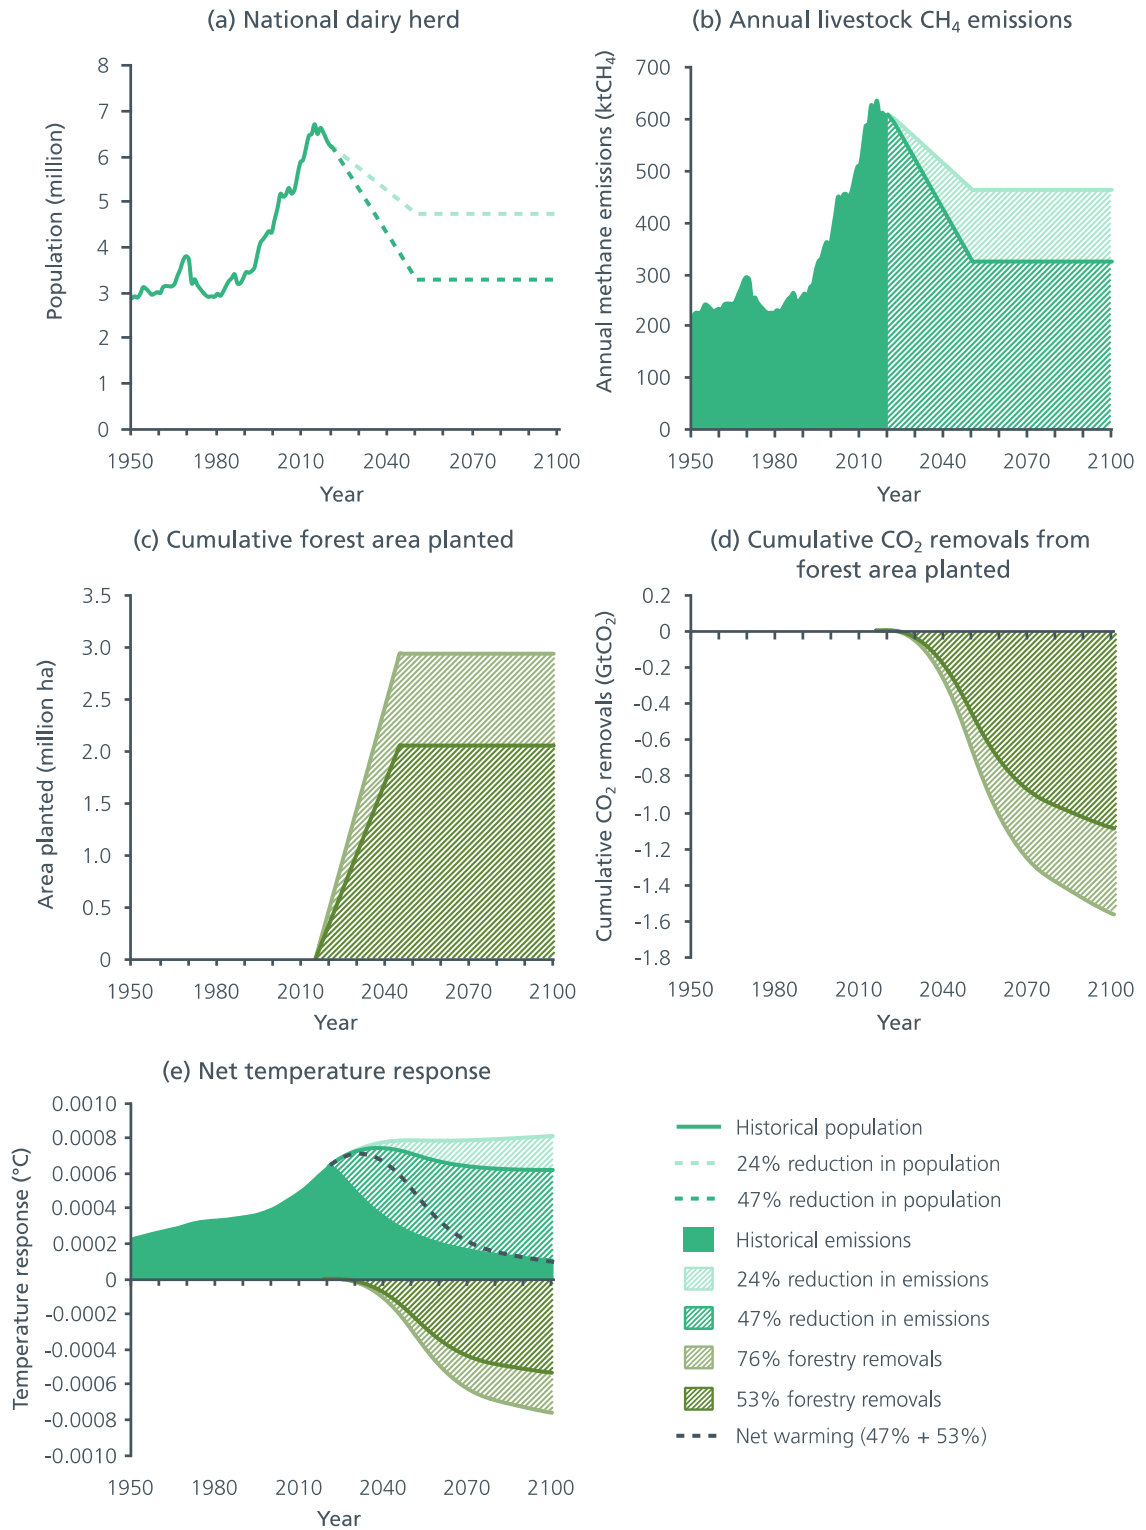 (a) National dairy herd
Population (million)
8
7
6
5
4
3
2
1
0
1950 1980 2010 2040 2070 2100
Year
(b) Annual livestock CH₄ emissions
Annual methane emissions (ktCH₄)
700
600
500
400
300
200
100
0
1950 1980 2010 2040 2070 2100
Year
(c) Cumulative forest area planted
Area planted (million ha)
3.5
3.0
2.5
2.0
1.5
1.0
0.5
0
1950 1980 2010 2040 2070 2100
Year
(d) Cumulative CO₂ removals from
forest area planted
Cumulative CO₂ removals (GtCO₂)
0.2
0
-0.2
-0.4
-0.6
-0.8
-1.0
-1.2
-1.4
-1.6
-1.8
1950 1980 2010 2040 2070 2100
Year
(e) Net temperature response
Temperature response (°C)
0.0010
0.0008
0.0006
0.0004
0.0002
0
-0.0002
-0.0004
-0.0006
-0.0008
-0.0010
1950 1980 2010 2040 2070 2100
Year
Historical population
24% reduction in population
47% reduction in population
Historical emissions
24% reduction in emissions
47% reduction in emissions
76% forestry removals
53% forestry removals
Net warming (47% + 53%)